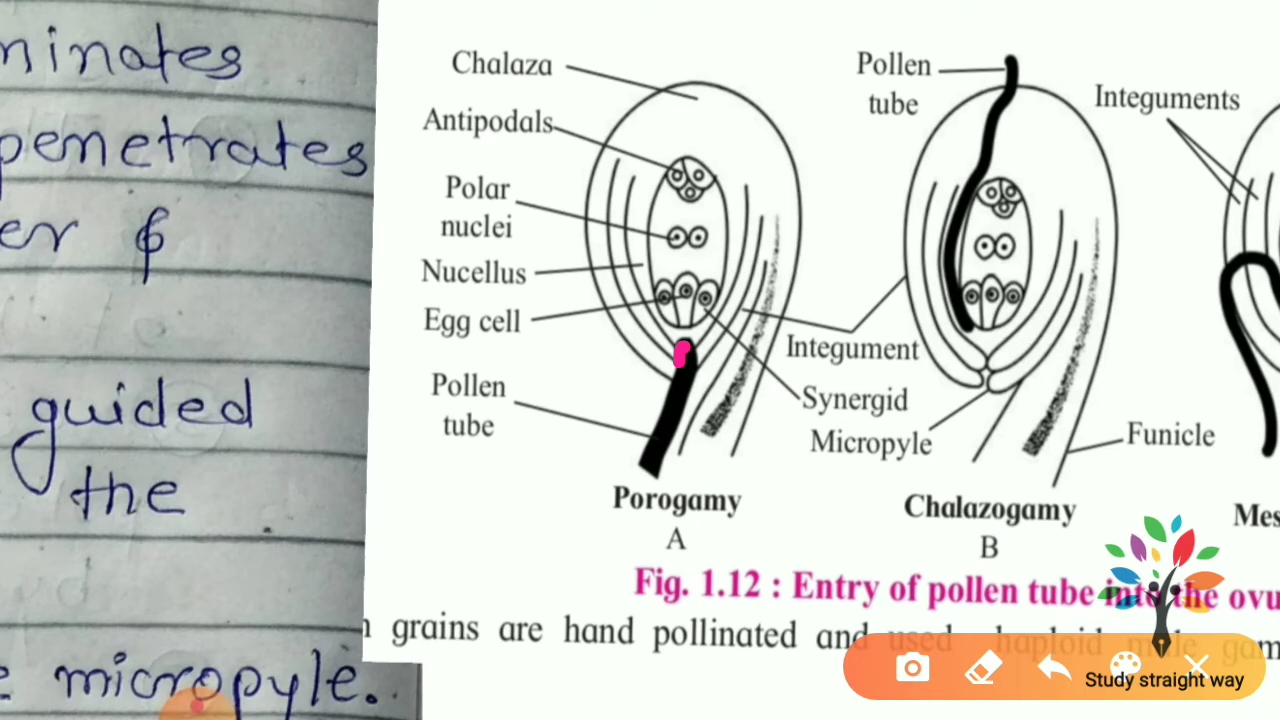 minates
penetrates
er &
guided
the
micropyle.
Chalaza
Antipodals
Polar
nuclei
Nucellus
Egg cell
Pollen
tube
Porogamy
A
Pollen
tube
Integuments
Integument
Synergid
Micropyle
Funicle
Chalazogamy
B
Mes
Fig. 1.12 : Entry of pollen tube into the ovu
n grains are hand pollinated and used haploid male gam
Study straight way